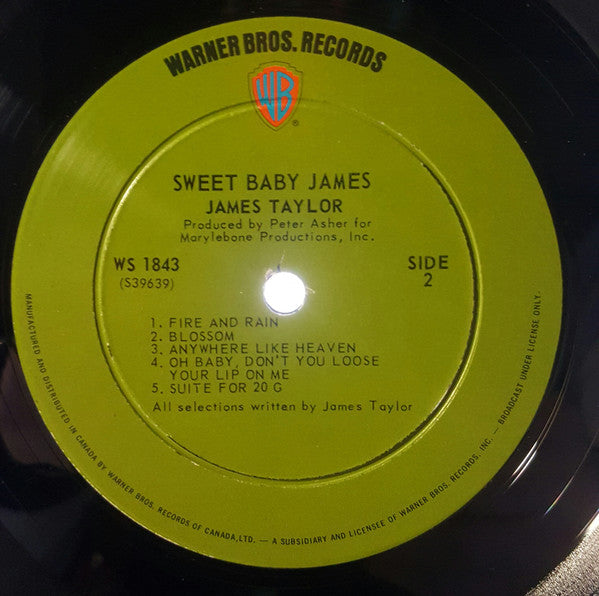 WARNER BROS. RECORDS
WB
®
SWEET BABY JAMES
JAMES TAYLOR
Produced by Peter Asher for
Marylebone Productions, Inc.
WS 1843
(S39639)
SIDE
2
1. FIRE AND RAIN
2. BLOSSOM
3. ANYWHERE LIKE HEAVEN
4. OH BABY, DON'T YOU LOOSE
YOUR LIP ON ME
5. SUITE FOR 20 G
All selections written by James Taylor
MANUFACTURED AND DISTRIBUTED IN CANADA BY WARNER BROS. RECORDS OF CANADA, LTD. — A SUBSIDIARY AND LICENSEE OF WARNER BROS. RECORDS, INC. — BROADCAST UNDER LICENSE ONLY.